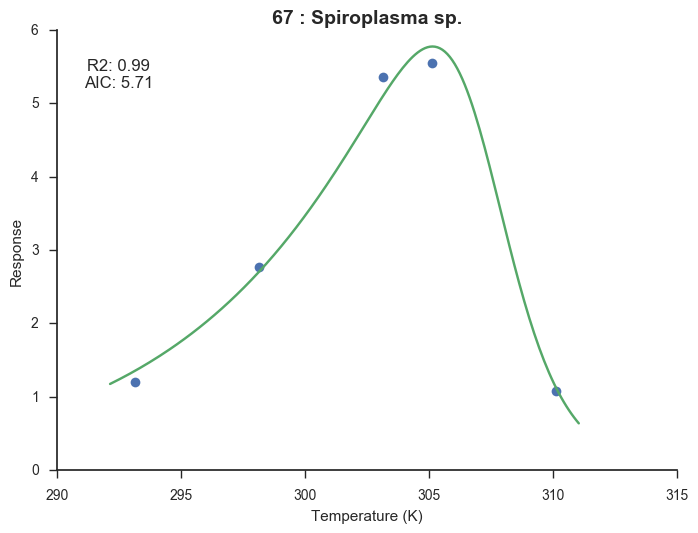 67 : Spiroplasma sp.
R2: 0.99
AIC: 5.71
6
5
4
3
2
1
0
Response
290 295 300 305 310 315
Temperature (K)